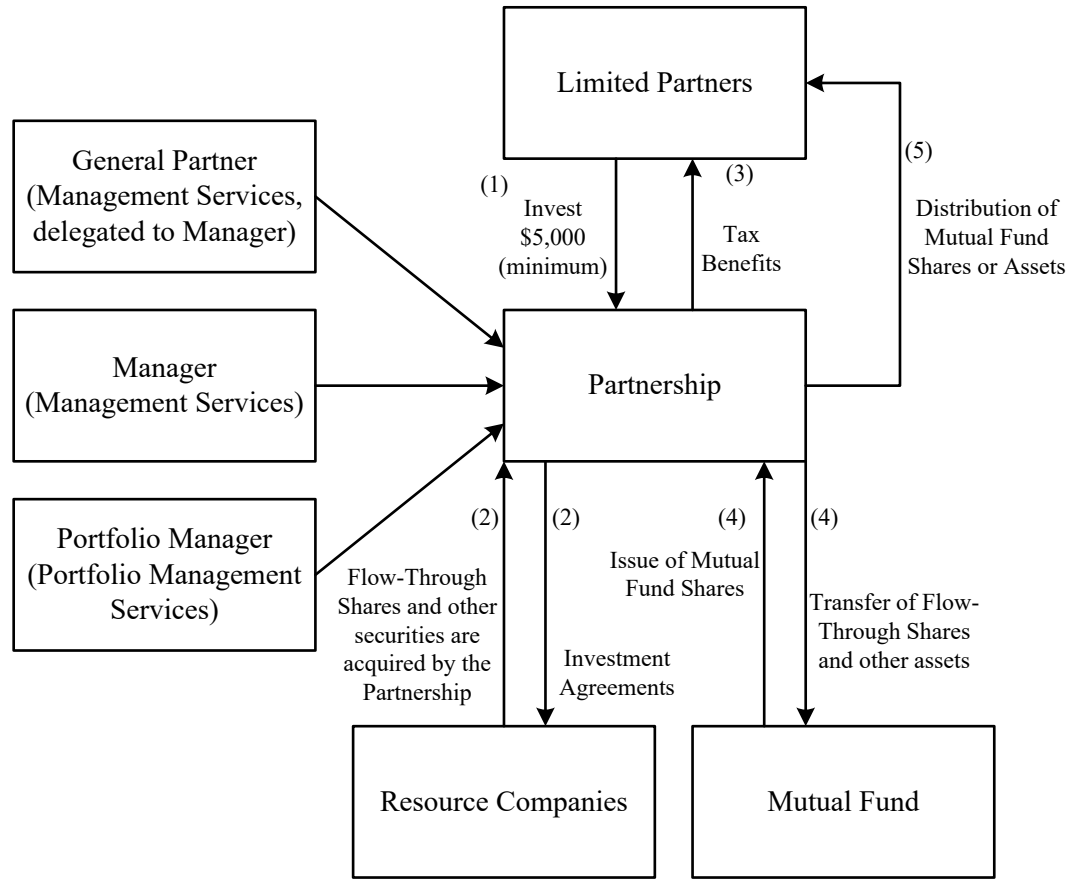 Limited Partners
General Partner
(Management Services,
delegated to Manager)
(1)
Invest
$5,000
(minimum)
(3)
Tax
Benefits
(5)
Distribution of
Mutual Fund
Shares or Assets
Manager
(Management Services)
Partnership
Portfolio Manager
(Portfolio Management
Services)
(2)
Flow-Through
Shares and other
securities are
acquired by the
Partnership
(2)
Investment
Agreements
(4)
Issue of Mutual
Fund Shares
(4)
Transfer of Flow-
Through Shares
and other assets
Resource Companies
Mutual Fund